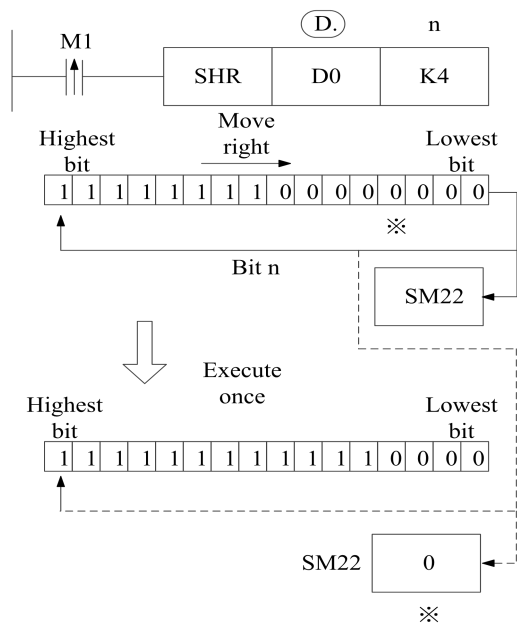 D. n
M1
SHR D0 K4
Highest bit
Move right
Lowest bit
1 1 1 1 1 1 1 1 0 0 0 0 0 0 0 0
※
Bit n
SM22
Execute once
Highest bit
Lowest bit
1 1 1 1 1 1 1 1 1 1 1 1 0 0 0 0
SM22 0
※